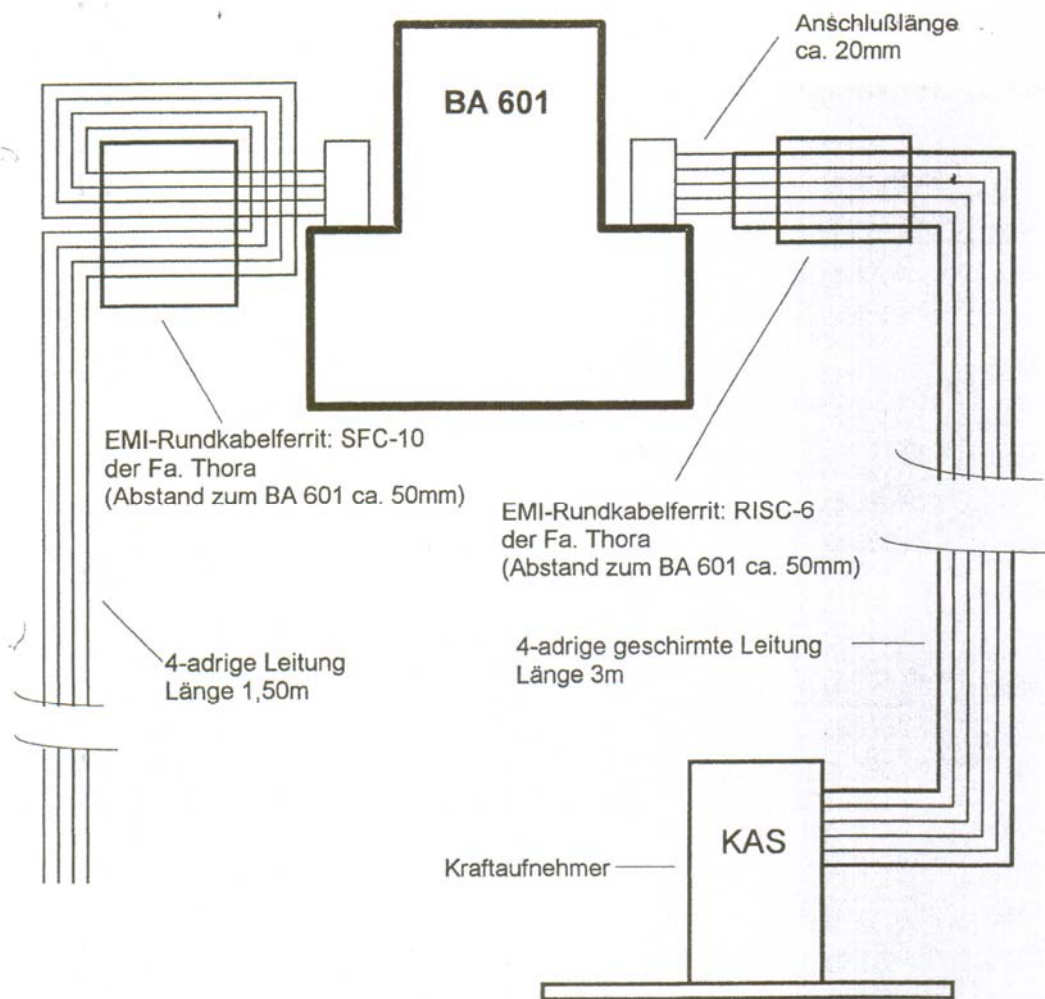 Anschlußlänge
ca. 20mm
BA 601
EMI-Rundkabelferrit: SFC-10
der Fa. Thora
(Abstand zum BA 601 ca. 50mm)
EMI-Rundkabelferrit: RISC-6
der Fa. Thora
(Abstand zum BA 601 ca. 50mm)
4-adrige Leitung
Länge 1,50m
4-adrige geschirmte Leitung
Länge 3m
Kraftaufnehmer
KAS